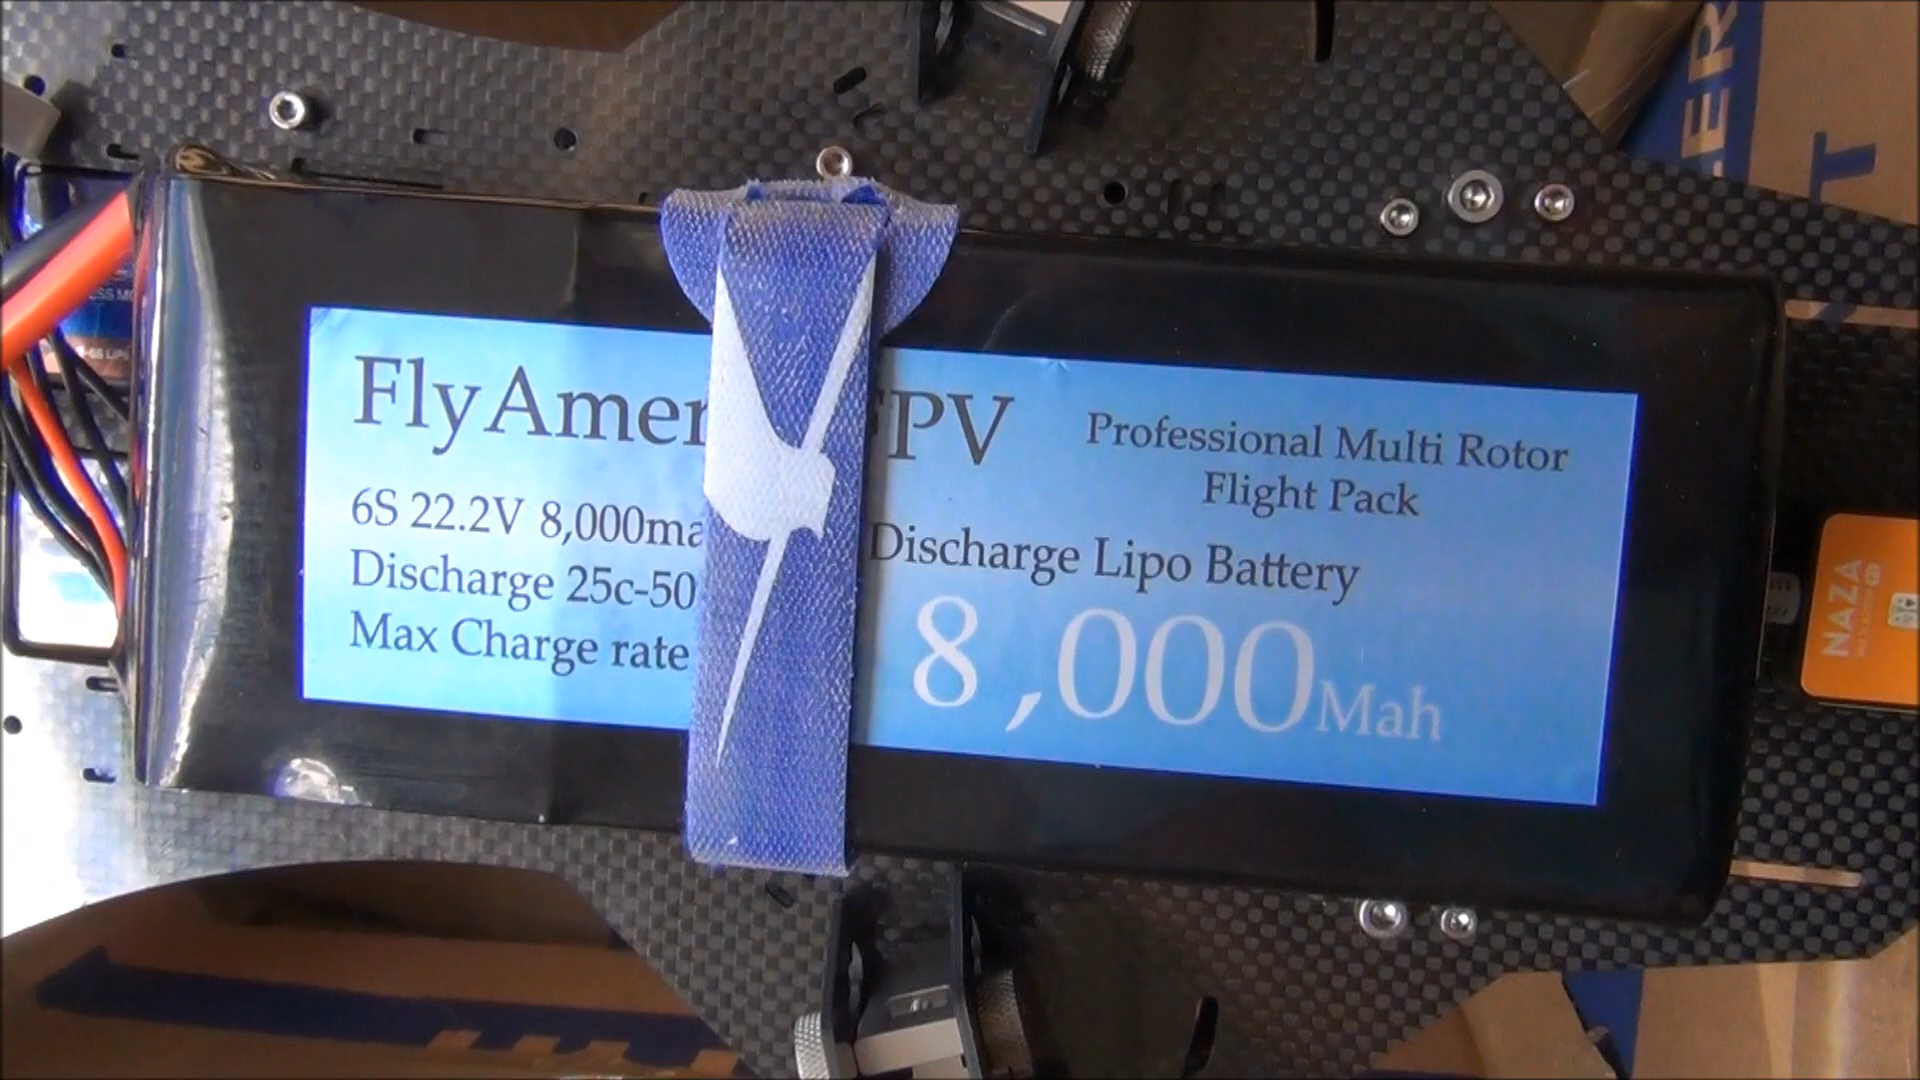 FlyAmer FPV
Professional Multi Rotor
Flight Pack
6S 22.2V 8,000ma Discharge Lipo Battery
Discharge 25c-50
Max Charge rate
8,000Mah
NAZA
T